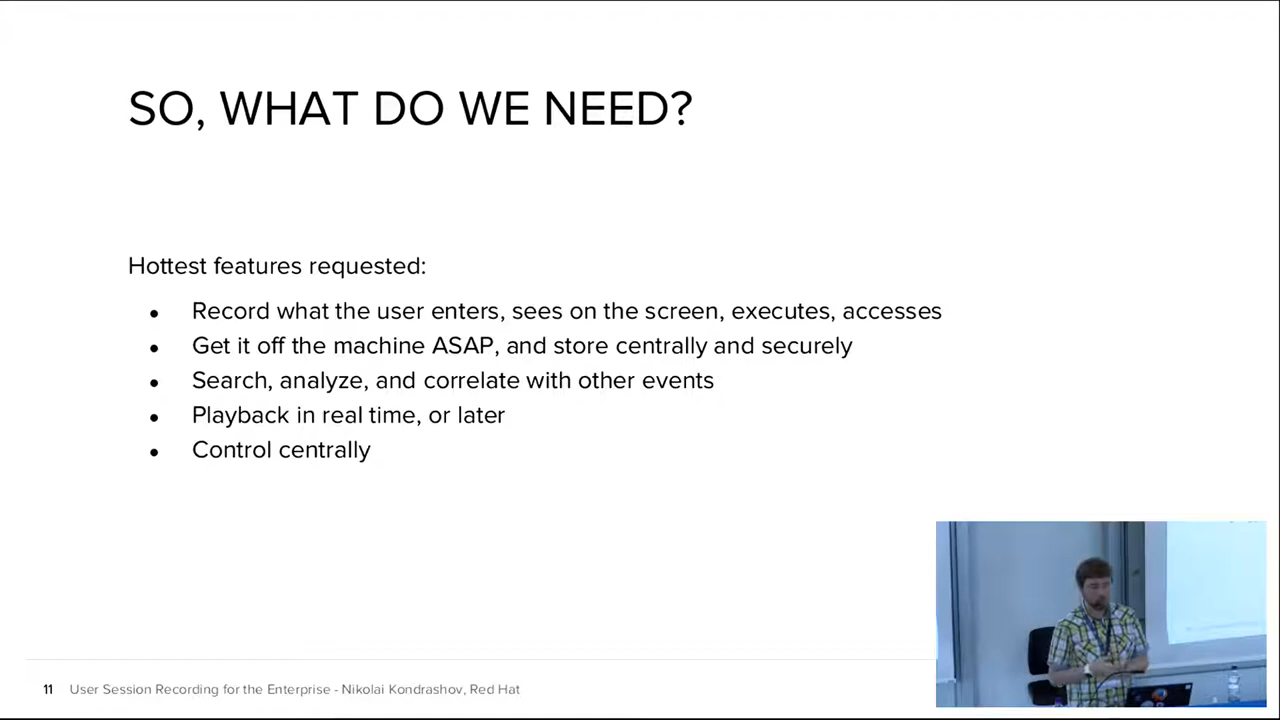 SO, WHAT DO WE NEED?
Hottest features requested:
● Record what the user enters, sees on the screen, executes, accesses
● Get it off the machine ASAP, and store centrally and securely
● Search, analyze, and correlate with other events
● Playback in real time, or later
● Control centrally
11 User Session Recording for the Enterprise - Nikolai Kondrashov, Red Hat